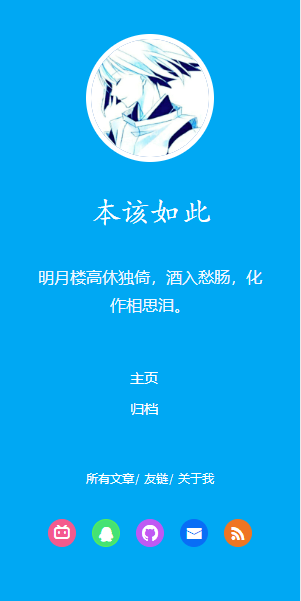 本该如此
明月楼高休独倚，酒入愁肠，化
作相思泪。
主页
归档
所有文章/ 友链/ 关于我